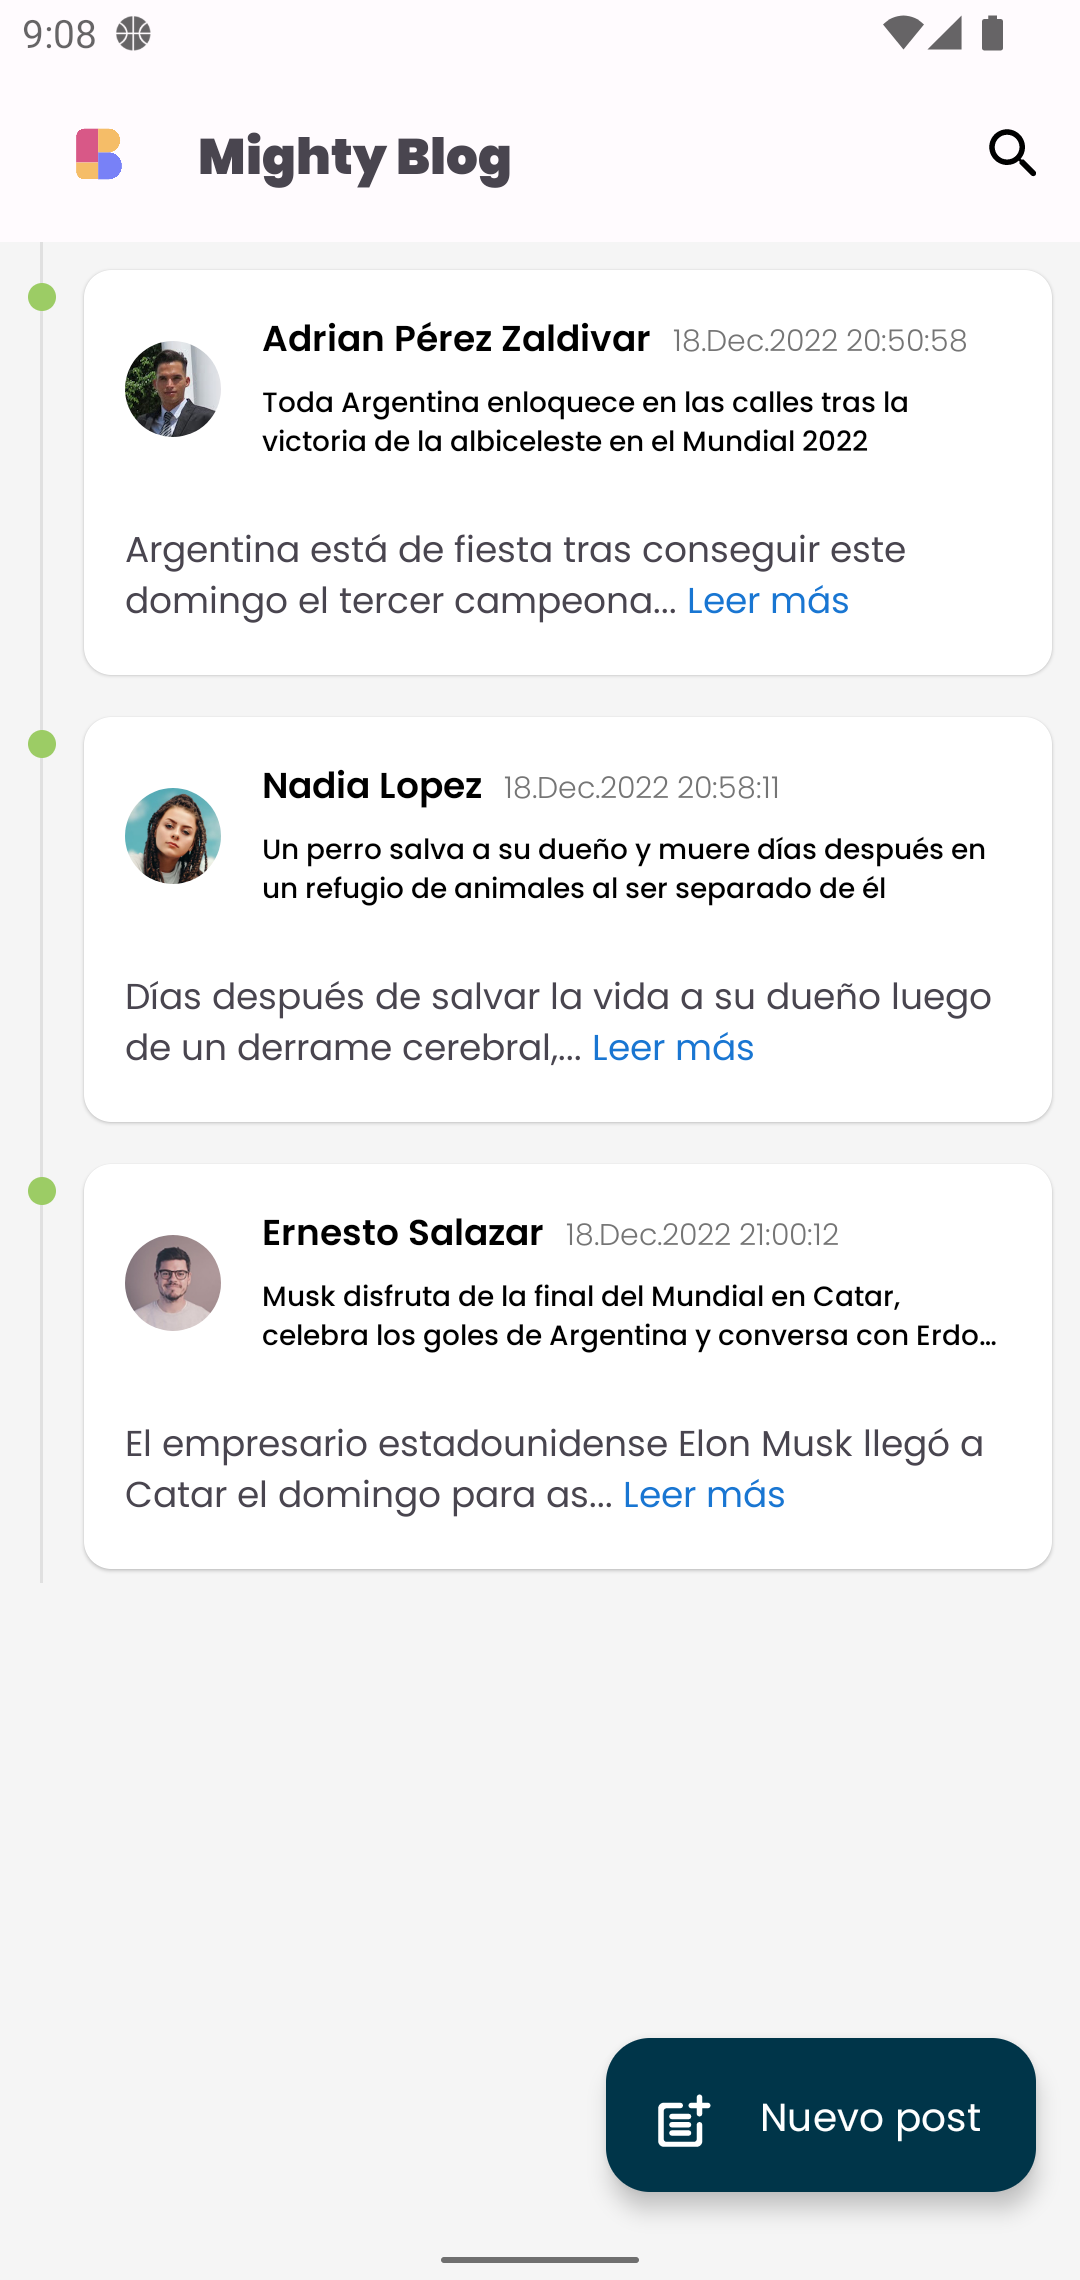 9:08
Mighty Blog
Adrian Pérez Zaldivar 18.Dec.2022 20:50:58
Toda Argentina enloquece en las calles tras la
victoria de la albiceleste en el Mundial 2022
Argentina está de fiesta tras conseguir este
domingo el tercer campeona... Leer más
Nadia Lopez 18.Dec.2022 20:58:11
Un perro salva a su dueño y muere días después en
un refugio de animales al ser separado de él
Días después de salvar la vida a su dueño luego
de un derrame cerebral,... Leer más
Ernesto Salazar 18.Dec.2022 21:00:12
Musk disfruta de la final del Mundial en Catar,
celebra los goles de Argentina y conversa con Erdo...
El empresario estadounidense Elon Musk llegó a
Catar el domingo para as... Leer más
Nuevo post